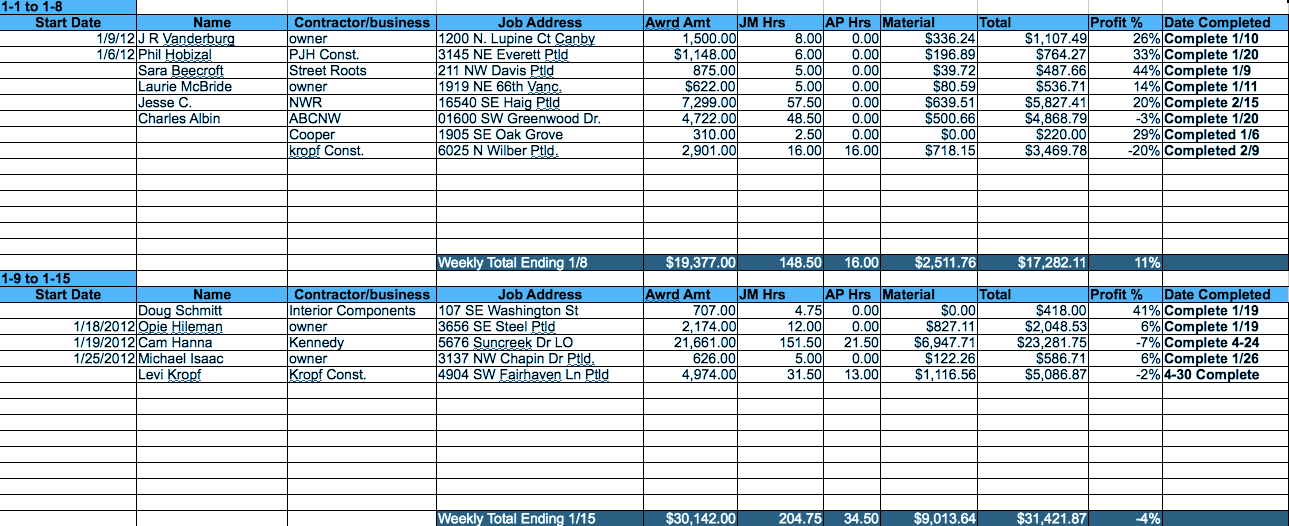 1-1 to 1-8
Start Date Name Contractor/business Job Address Awrd Amt JM Hrs AP Hrs Material Total Profit % Date Completed
1/9/12 J R Vanderburg owner 1200 N. Lupine Ct Canby 1,500.00 8.00 0.00 $336.24 $1,107.49 26% Complete 1/10
1/6/12 Phil Hobizal PJH Const. 3145 NE Everett Ptld $1,148.00 6.00 0.00 $196.89 $764.27 33% Complete 1/20
Sara Beecroft Street Roots 211 NW Davis Ptld 875.00 5.00 0.00 $39.72 $487.66 44% Complete 1/9
Laurie McBride owner 1919 NE 66th Vanc. $622.00 5.00 0.00 $80.59 $536.71 14% Complete 1/11
Jesse C. NWR 16540 SE Haig Ptld 7,299.00 57.50 0.00 $639.51 $5,827.41 20% Complete 2/15
Charles Albin ABCNW 01600 SW Greenwood Dr. 4,722.00 48.50 0.00 $500.66 $4,868.79 -3% Complete 1/20
Cooper 1905 SE Oak Grove 310.00 2.50 0.00 $0.00 $220.00 29% Completed 1/6
kropf Const. 6025 N Wilber Ptld. 2,901.00 16.00 16.00 $718.15 $3,469.78 -20% Completed 2/9
Weekly Total Ending 1/8 $19,377.00 148.50 16.00 $2,511.76 $17,282.11 11%
1-9 to 1-15
Start Date Name Contractor/business Job Address Awrd Amt JM Hrs AP Hrs Material Total Profit % Date Completed
Doug Schmitt Interior Components 107 SE Washington St 707.00 4.75 0.00 $0.00 $418.00 41% Complete 1/19
1/18/2012 Opie Hileman owner 3656 SE Steel Ptld 2,174.00 12.00 0.00 $827.11 $2,048.53 6% Complete 1/19
1/19/2012 Cam Hanna Kennedy 5676 Suncreek Dr LO 21,661.00 151.50 21.50 $6,947.71 $23,281.75 -7% Complete 4-24
1/25/2012 Michael Isaac owner 3137 NW Chapin Dr Ptld. 626.00 5.00 0.00 $122.26 $586.71 6% Complete 1/26
Levi Kropf Kropf Const. 4904 SW Fairhaven Ln Ptld 4,974.00 31.50 13.00 $1,116.56 $5,086.87 -2% 4-30 Complete
Weekly Total Ending 1/15 $30,142.00 204.75 34.50 $9,013.64 $31,421.87 -4%